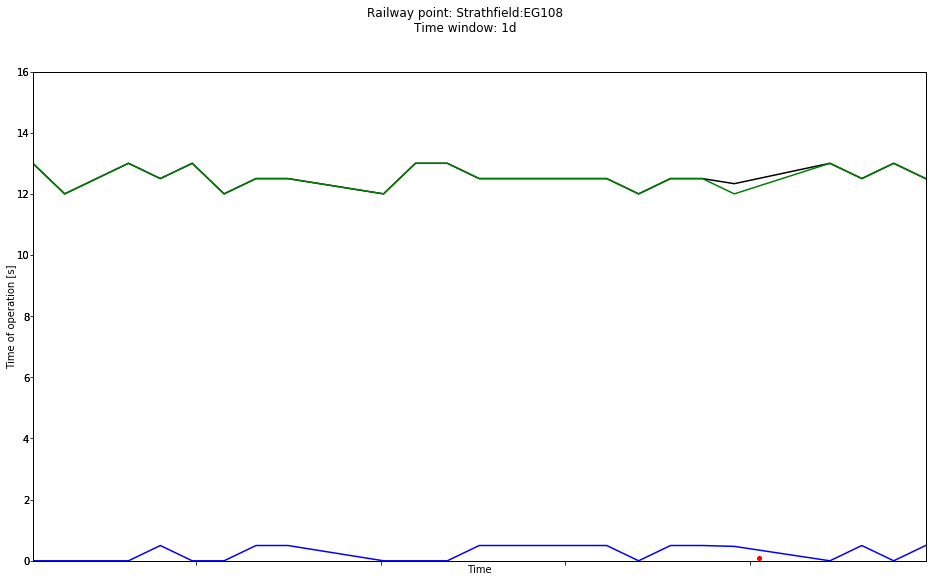 Railway point: Strathfield:EG108
Time window: 1d
16
14
12
10
8
6
4
2
0
Time of operation [s]
Time